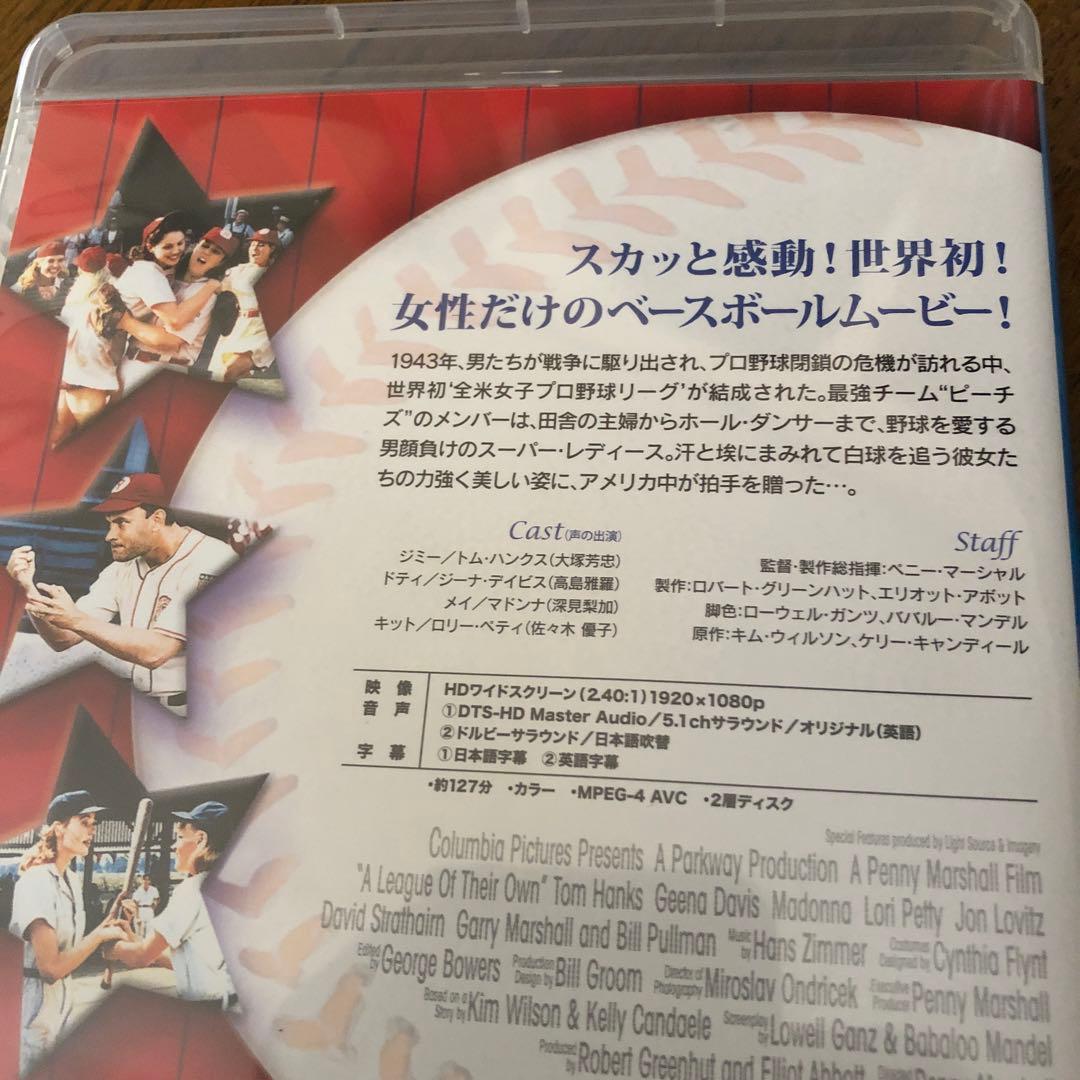 スカッと感動！世界初！
女性だけのベースボールムービー！
1943年、男たちが戦争に駆り出され、プロ野球閉鎖の危機が訪れる中、
世界初‘全米女子プロ野球リーグ’が結成された。最強チーム“ピーチ
ズ”のメンバーは、田舎の主婦からホール・ダンサーまで、野球を愛する
男顔負けのスーパー・レディース。汗と埃にまみれて白球を追う彼女た
ちの力強く美しい姿に、アメリカ中が拍手を贈った…。
Cast(声の出演)
ジミー／トム・ハンクス(大塚芳忠)
ドティ／ジーナ・デイビス(高島雅羅)
メイ／マドンナ(深見梨加)
キット／ロリー・ペティ(佐々木 優子)
Staff
監督・製作総指揮：ペニー・マーシャル
製作：ロバート・グリーンハット、エリオット・アボット
脚色：ローウェル・ガンツ、ババルー・マンデル
原作：キム・ウィルソン、ケリー・キャンディール
映像 HDワイドスクリーン(2.40:1)1920×1080p
音声 ①DTS-HD Master Audio／5.1chサラウンド／オリジナル(英語)
②ドルビーサラウンド／日本語吹替
字幕 ①日本語字幕 ②英語字幕
・約127分 ・カラー ・MPEG-4 AVC ・2層ディスク
Special Features produced by Light Source & Imagery
Columbia Pictures Presents A Parkway Production A Penny Marshall Film
"A League Of Their Own" Tom Hanks Geena Davis Madonna Lori Petty Jon Lovitz
David Strathairn Garry Marshall and Bill Pullman Music by Hans Zimmer Costumes Designed by Cynthia Flynt
Edited by George Bowers Production Design by Bill Groom Director of Photography Miroslav Ondricek Executive Producer Penny Marshall
Based on a Story by Kim Wilson & Kelly Candaele Screenplay by Lowell Ganz & Babaloo Mandel
Produced by Robert Greenhut and Elliot Abbott